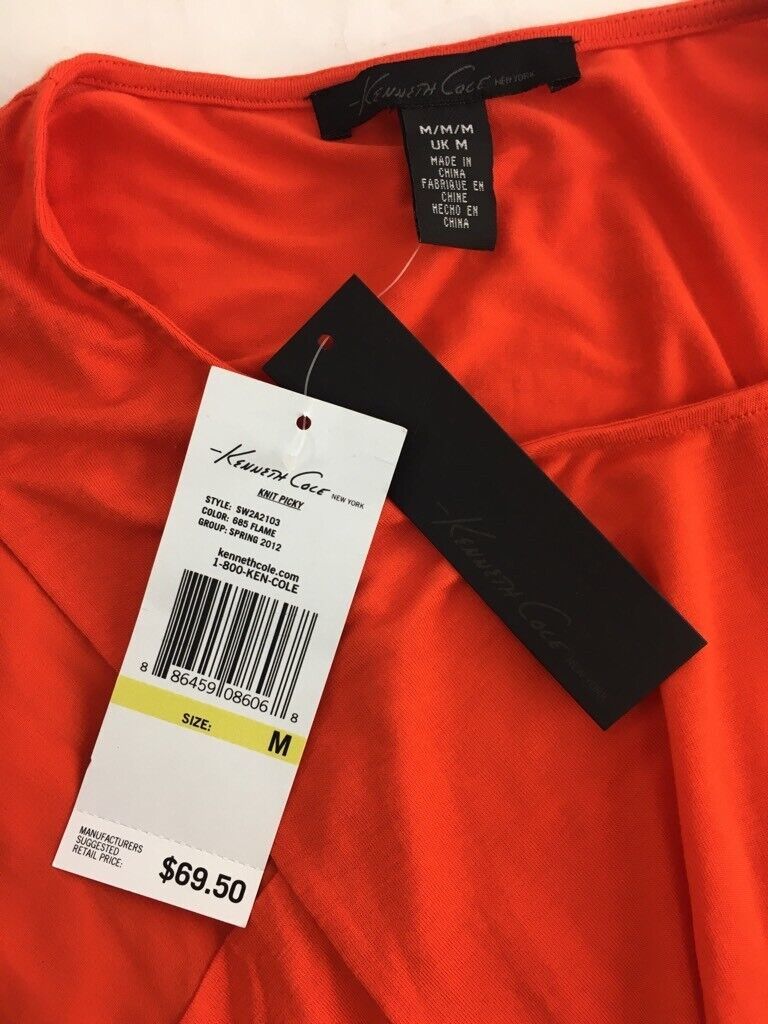 Kenneth Cole NEW YORK
M/M/M
UK M
MADE IN
CHINA
FABRIQUE EN
CHINE
HECHO EN
CHINA
Kenneth Cole NEW YORK
KNIT PICKY
STYLE: SW2A2103
COLOR: 685 FLAME
GROUP: SPRING 2012
kennethcole.com
1-800-KEN-COLE
8 86459 08606 8
SIZE: M
MANUFACTURERS
SUGGESTED
RETAIL PRICE:
$69.50
Kenneth Cole NEW YORK